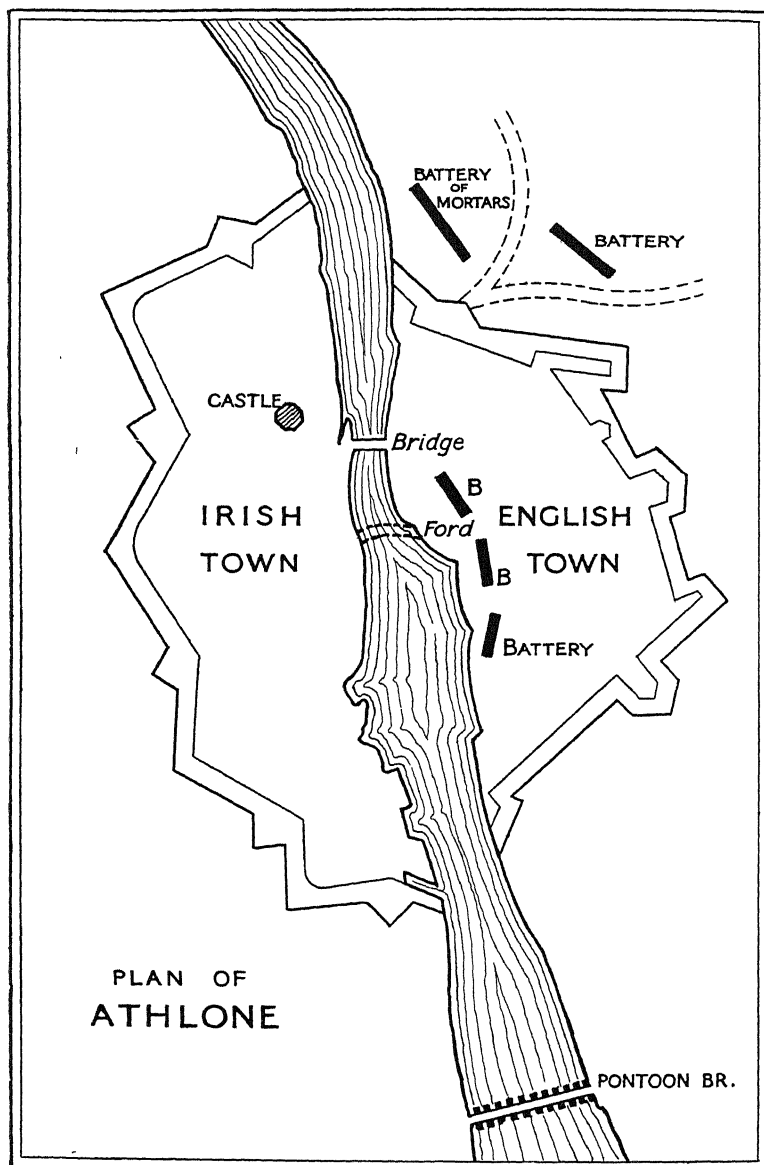 BATTERY
OF
MORTARS
BATTERY
CASTLE
Bridge
B
IRISH
TOWN
Ford
ENGLISH
TOWN
B
BATTERY
PLAN OF
ATHLONE
PONTOON BR.